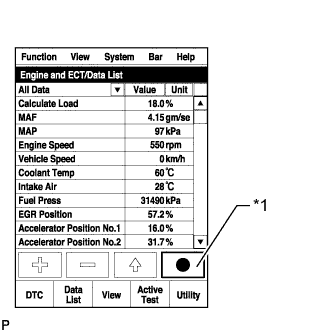 Function View System Bar Help
Engine and ECT/Data List
All Data Value Unit
Calculate Load 18.0 %
MAF 4.15 gm/se
MAP 97 kPa
Engine Speed 550 rpm
Vehicle Speed 0 km/h
Coolant Temp 60 ℃
Intake Air 28 ℃
Fuel Press 31490 kPa
EGR Position 57.2 %
Accelerator Position No.1 16.0 %
Accelerator Position No.2 31.7 %
*1
DTC Data List View Active Test Utility
P